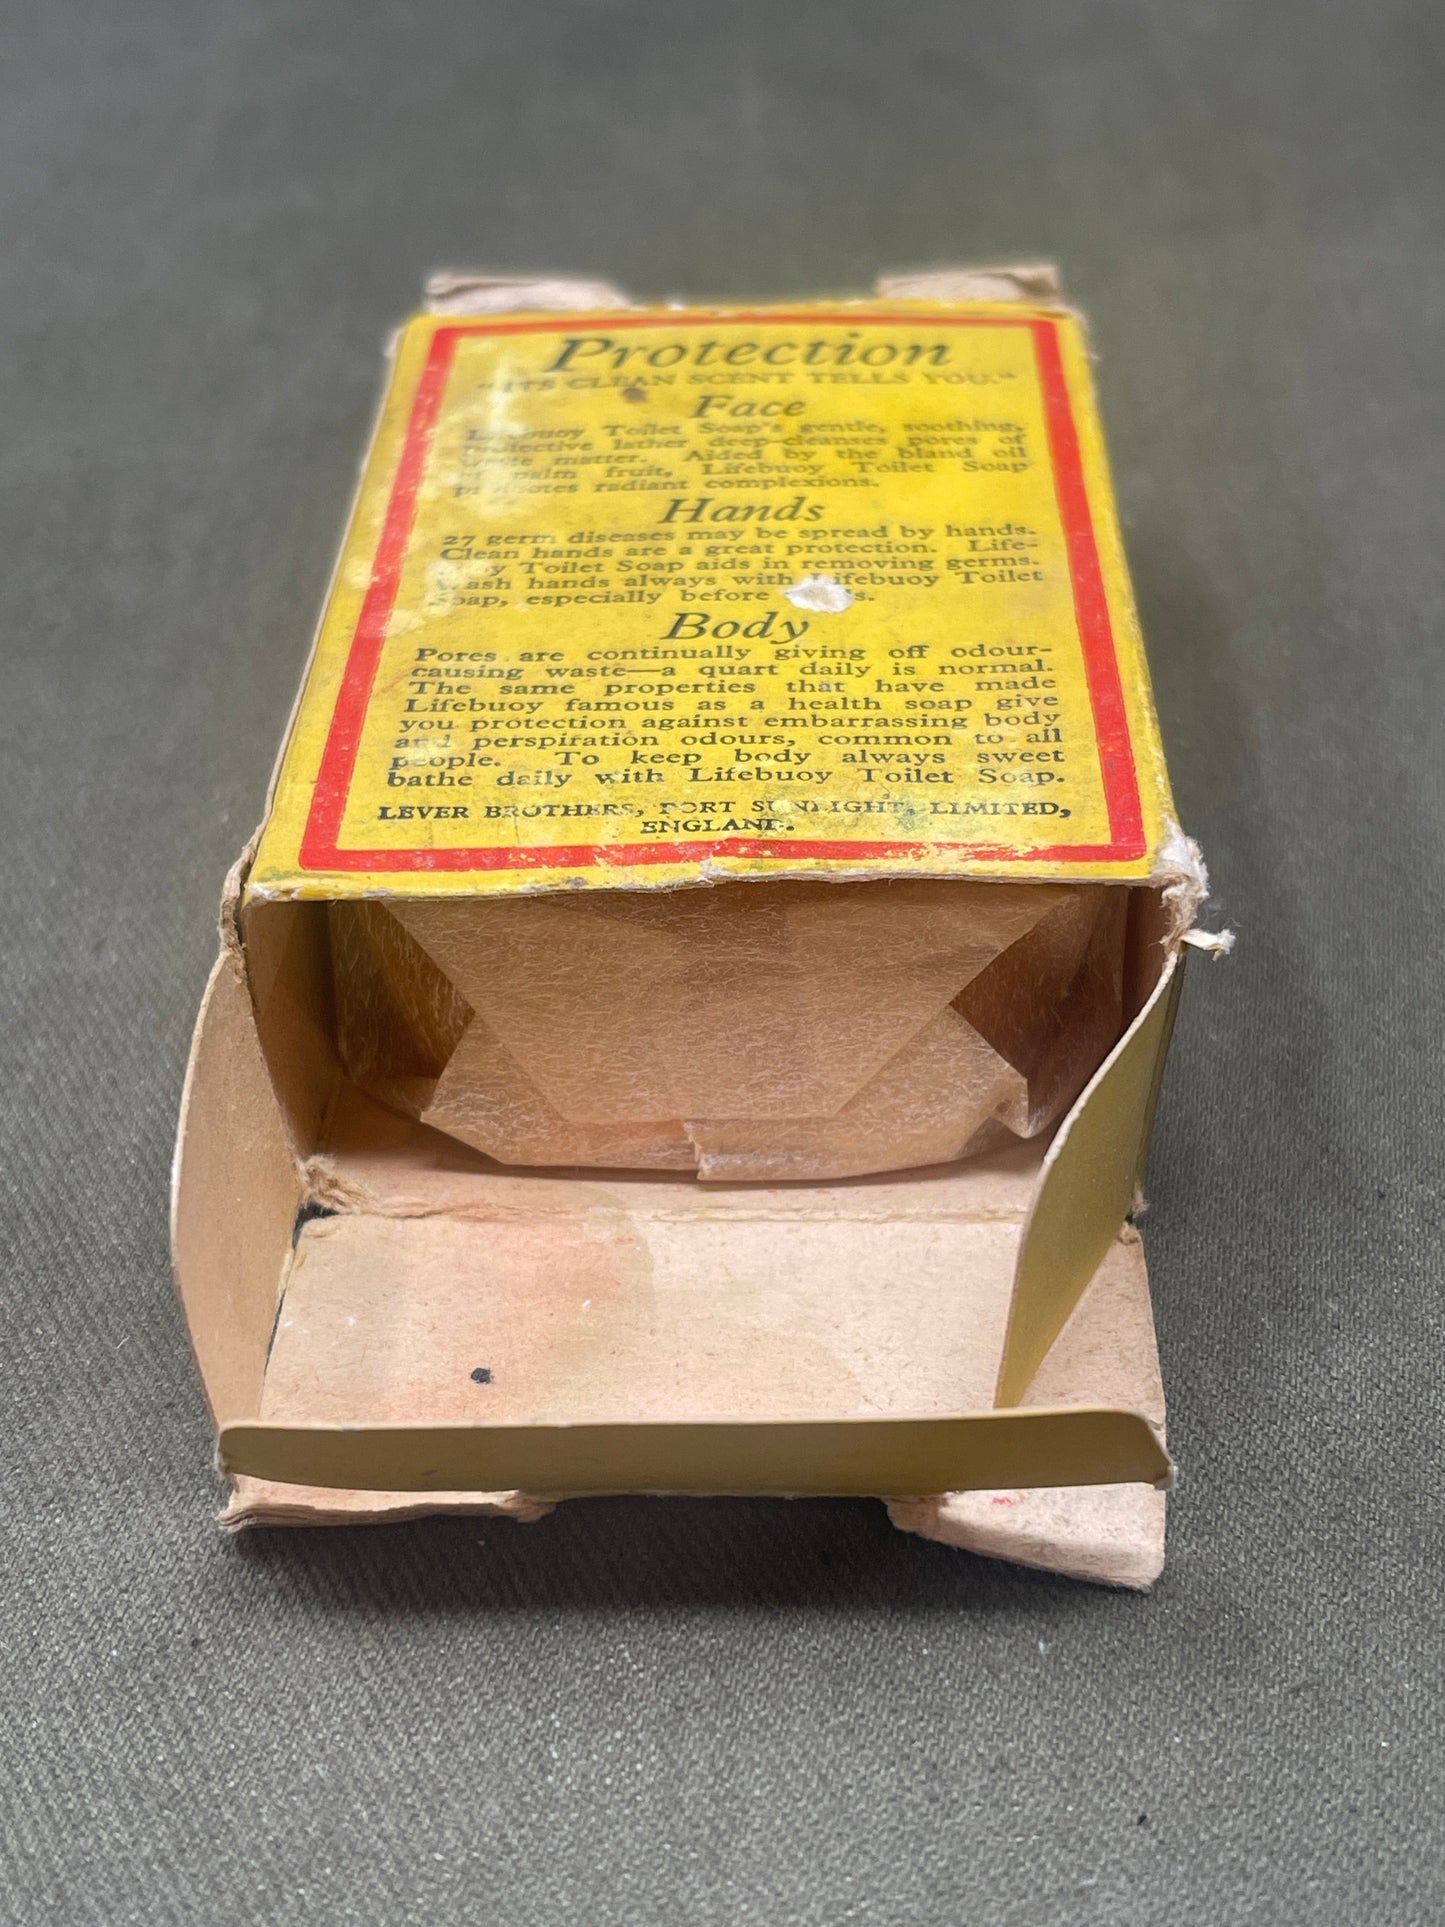 Protection
"ITS CLEAN SCENT TELLS YOU."
Face
Toilet Soap's gentle, soothing,
lather deep-cleanses pores of
matter. Aided by the bland oil
palm fruit, Lifebuoy Toilet Soap
radiant complexions.
Hands
27 germ diseases may be spread by hands.
Clean hands are a great protection. Life-
Toilet Soap aids in removing germs.
hands always with Lifebuoy Toilet
especially before
Body
Pores are continually giving off odour-
causing waste—a quart daily is normal.
The same properties that have made
Lifebuoy famous as a health soap give
you protection against embarrassing body
and perspiration odours, common to all
people. To keep body always sweet
bathe daily with Lifebuoy Toilet Soap.
LEVER BROTHERS, PORT SUNLIGHT, LIMITED,
ENGLAND.